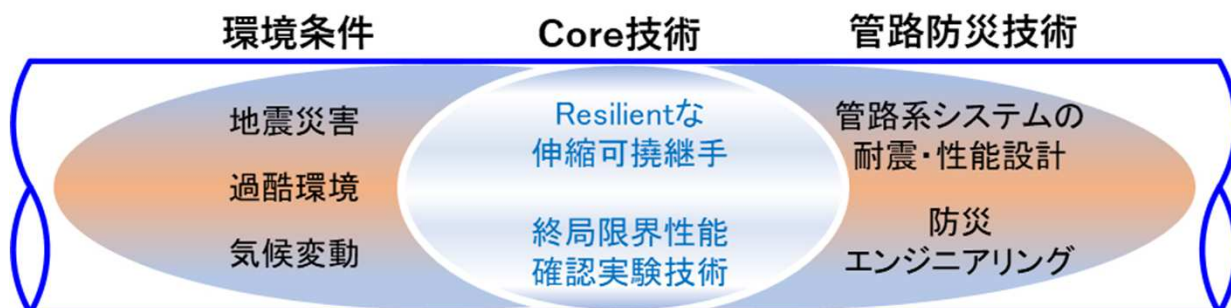 環境条件
Core技術
管路防災技術
地震災害
過酷環境
気候変動
Resilientな
伸縮可撓継手
終局限界性能
確認実験技術
管路系システムの
耐震・性能設計
防災
エンジニアリング